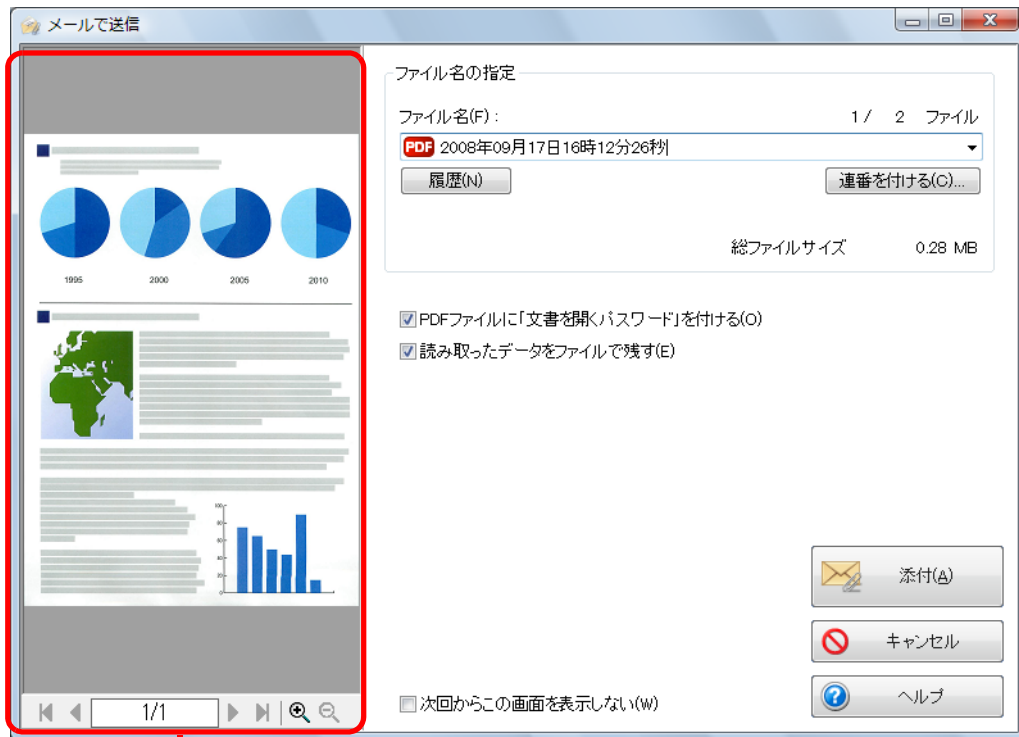 メールで送信
ファイル名の指定
ファイル名(F):
1/ 2 ファイル
PDF 2008年09月17日16時12分26秒
履歴(N)
連番を付ける(C)...
総ファイルサイズ 0.28 MB
PDFファイルに「文書を開くパスワード」を付ける(O)
読み取ったデータをファイルで残す(E)
1995 2000 2005 2010
100
80
60
40
20
0
添付(A)
キャンセル
ヘルプ
次回からこの画面を表示しない(W)
1/1